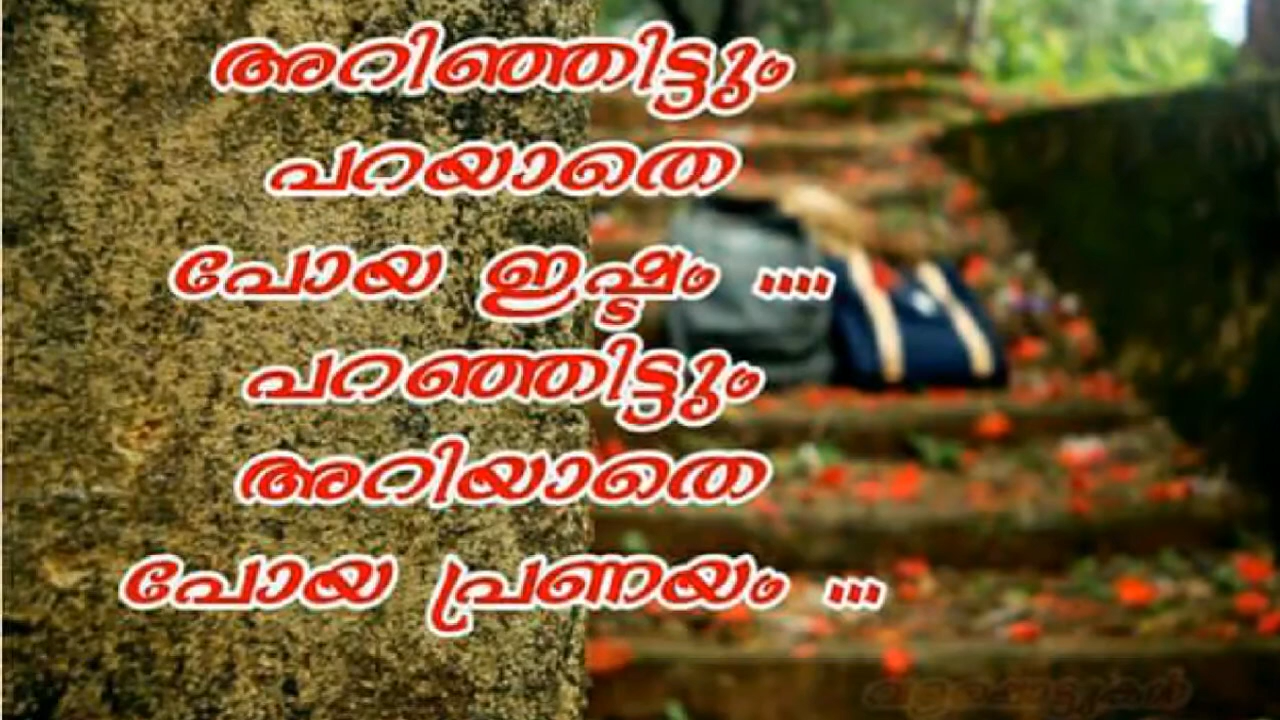 അറിഞ്ഞിട്ടും
പറയാതെ
പോയ ഇഷ്ടം ....
പറഞ്ഞിട്ടും
അറിയാതെ
പോയ പ്രണയം ...